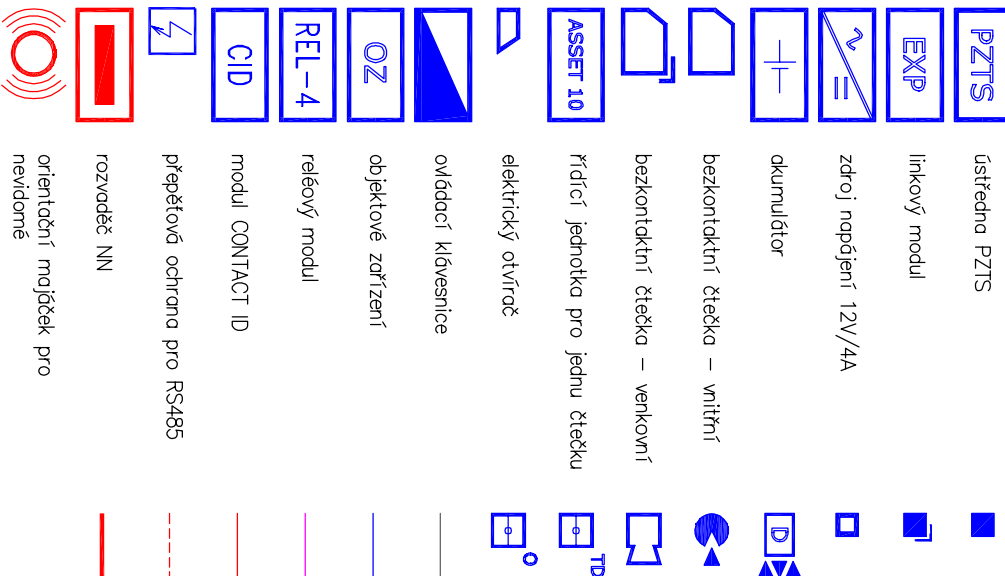 PZTS ústředna PZTS
EXP linkový modul
zdroj napájení 12V/4A
akumulátor
D
bezkontaktní čtečka – vnitřní
bezkontaktní čtečka – venkovní
ASSET 10 řídící jednotka pro jednu čtečku
TD
elektrický otvírač
O
ovládací klávesnice
OZ objektové zařízení
REL–4 reléový modul
CID modul CONTACT ID
přepěťová ochrana pro RS485
rozvaděč NN
orientační majáček pro
nevidomé